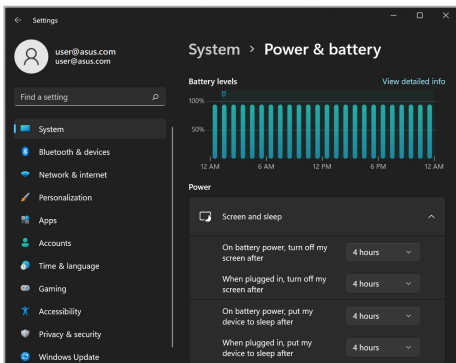 Settings
user@asus.com
user@asus.com
Find a setting
System
Bluetooth & devices
Network & internet
Personalization
Apps
Accounts
Time & language
Gaming
Accessibility
Privacy & security
Windows Update
System > Power & battery
Battery levels View detailed info
100%
50%
12 AM 6 AM 12 PM 6 PM 12 AM
Power
Screen and sleep
On battery power, turn off my
screen after
4 hours
When plugged in, turn off my
screen after
4 hours
On battery power, put my
device to sleep after
4 hours
When plugged in, put my
device to sleep after
4 hours